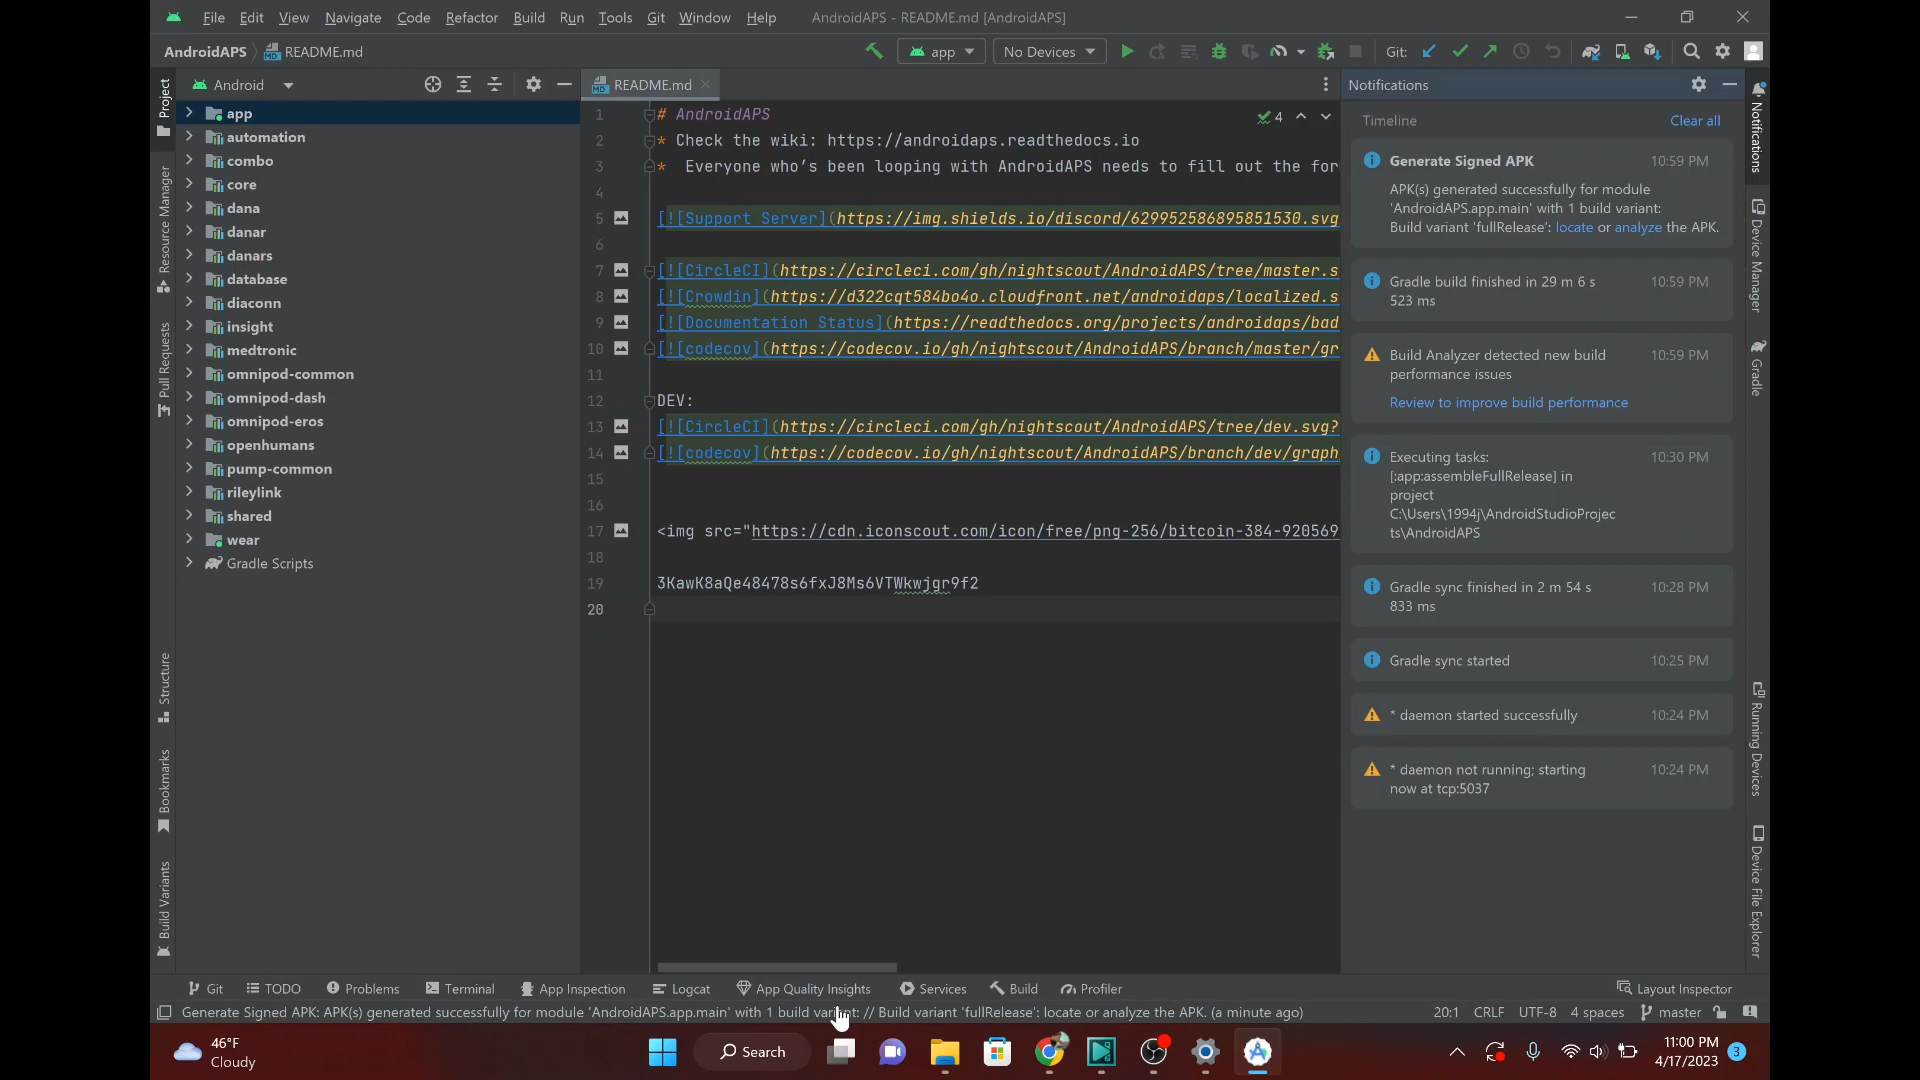 File Edit View Navigate Code Refactor Build Run Tools Git Window Help AndroidAPS - README.md [AndroidAPS]
AndroidAPS README.md app No Devices Git:
Project
Resource Manager
Pull Requests
Structure
Bookmarks
Build Variants
Android
app
automation
combo
core
dana
danar
danars
database
diaconn
insight
medtronic
omnipod-common
omnipod-dash
omnipod-eros
openhumans
pump-common
rileylink
shared
wear
Gradle Scripts
README.md
4
1 # AndroidAPS
2 * Check the wiki: https://androidaps.readthedocs.io
3 *  Everyone who's been looping with AndroidAPS needs to fill out the for
4
5 [![Support Server](https://img.shields.io/discord/629952586895851530.svg
6
7 [![CircleCI](https://circleci.com/gh/nightscout/AndroidAPS/tree/master.s
8 [![Crowdin](https://d322cqt584bo4o.cloudfront.net/androidaps/localized.s
9 [![Documentation Status](https://readthedocs.org/projects/androidaps/bad
10 [![codecov](https://codecov.io/gh/nightscout/AndroidAPS/branch/master/gr
11
12 DEV:
13 [![CircleCI](https://circleci.com/gh/nightscout/AndroidAPS/tree/dev.svg?
14 [![codecov](https://codecov.io/gh/nightscout/AndroidAPS/branch/dev/graph
15
16
17 <img src="https://cdn.iconscout.com/icon/free/png-256/bitcoin-384-920569
18
19 3KawK8aQe48478s6fxJ8Ms6VTWkwjgr9f2
20
Notifications
Timeline Clear all
Generate Signed APK 10:59 PM
APK(s) generated successfully for module
'AndroidAPS.app.main' with 1 build variant:
Build variant 'fullRelease': locate or analyze the APK.
Gradle build finished in 29 m 6 s 10:59 PM
523 ms
Build Analyzer detected new build 10:59 PM
performance issues
Review to improve build performance
Executing tasks: 10:30 PM
[:app:assembleFullRelease] in
project
C:\Users\1994j\AndroidStudioProjec
ts\AndroidAPS
Gradle sync finished in 2 m 54 s 10:28 PM
833 ms
Gradle sync started 10:25 PM
* daemon started successfully 10:24 PM
* daemon not running; starting 10:24 PM
now at tcp:5037
Notifications
Device Manager
Gradle
Running Devices
Device File Explorer
Git TODO Problems Terminal App Inspection Logcat App Quality Insights Services Build Profiler Layout Inspector
Generate Signed APK: APK(s) generated successfully for module 'AndroidAPS.app.main' with 1 build variant: // Build variant 'fullRelease': locate or analyze the APK. (a minute ago) 20:1 CRLF UTF-8 4 spaces master
46°F
Cloudy
Search
11:00 PM
4/17/2023
3